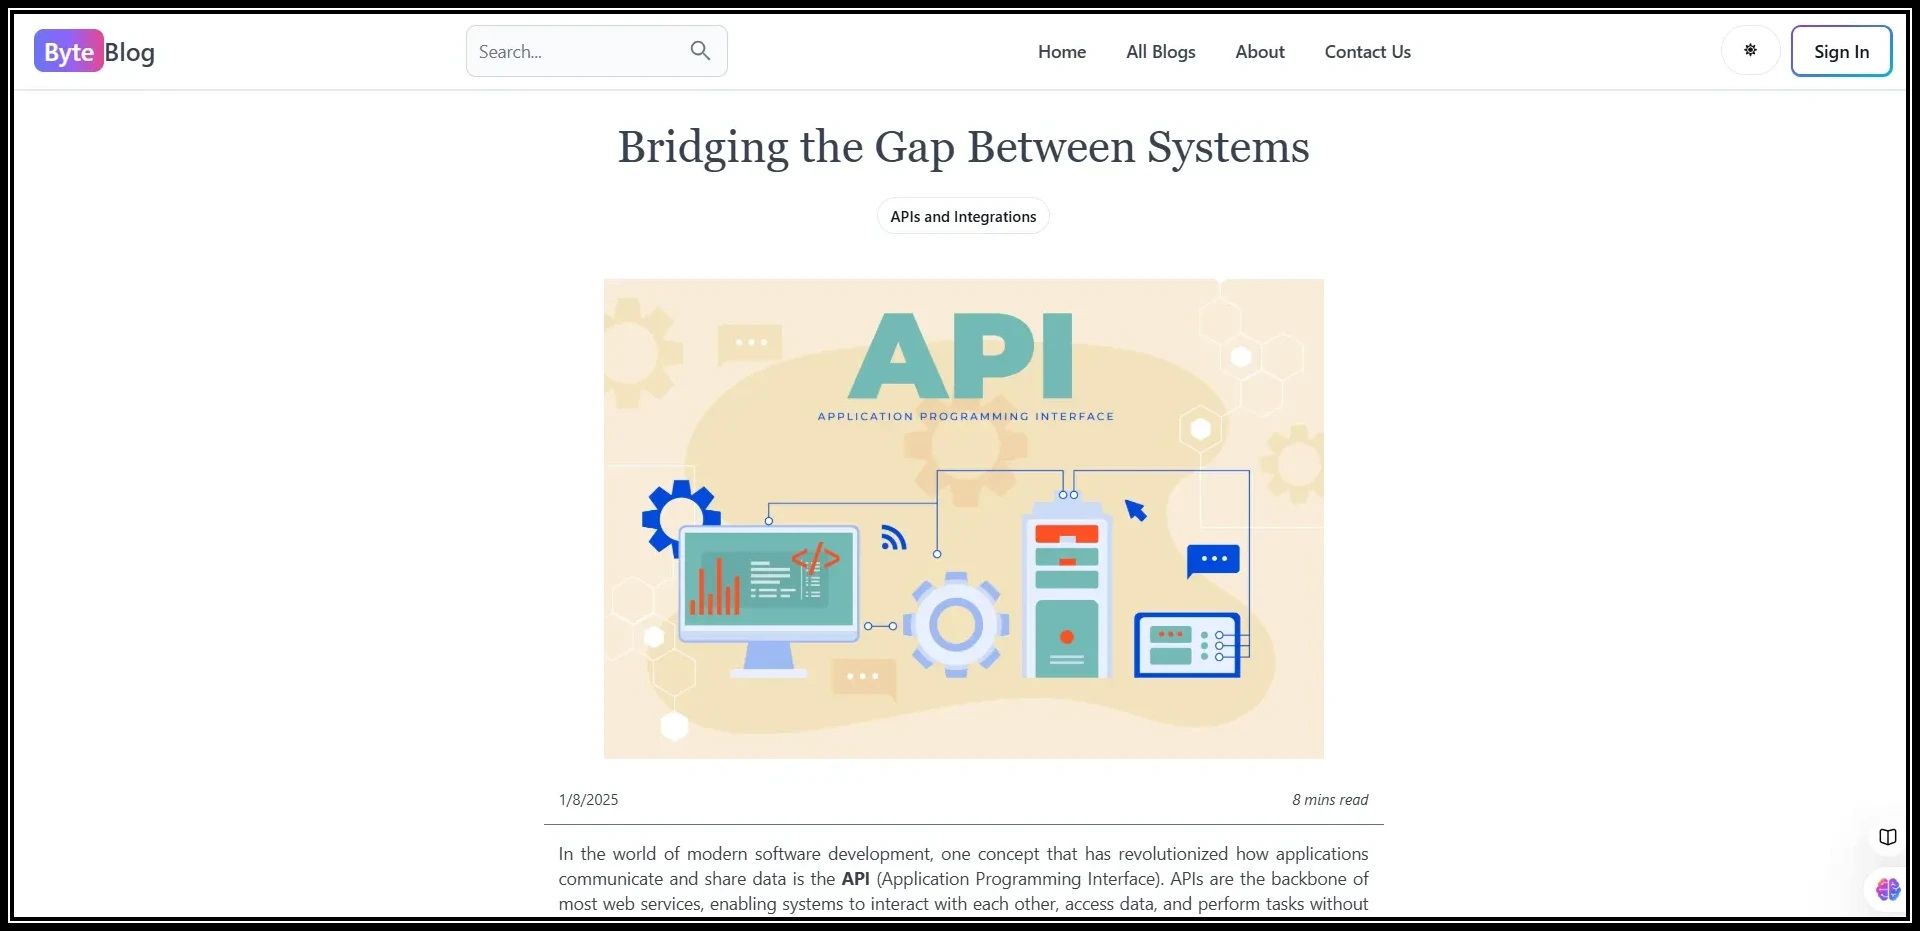 ByteBlog
Search...
Home
All Blogs
About
Contact Us
Sign In
Bridging the Gap Between Systems
APIs and Integrations
API
APPLICATION PROGRAMMING INTERFACE
</>
1/8/2025
8 mins read
In the world of modern software development, one concept that has revolutionized how applications
communicate and share data is the API (Application Programming Interface). APIs are the backbone of
most web services, enabling systems to interact with each other, access data, and perform tasks without